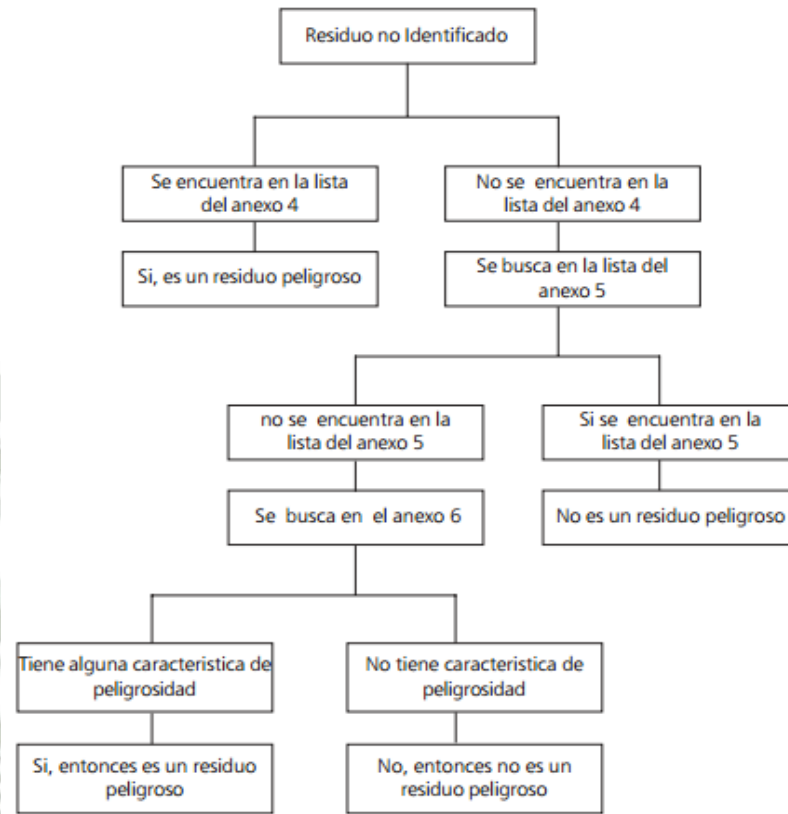 Residuo no Identificado
Se encuentra en la lista
del anexo 4
No se encuentra en la
lista del anexo 4
Si, es un residuo peligroso
Se busca en la lista del
anexo 5
no se encuentra en la
lista del anexo 5
Si se encuentra en la
lista del anexo 5
Se busca en el anexo 6
No es un residuo peligroso
Tiene alguna caracteristica de
peligrosidad
No tiene caracteristica de
peligrosidad
Si, entonces es un residuo
peligroso
No, entonces no es un
residuo peligroso